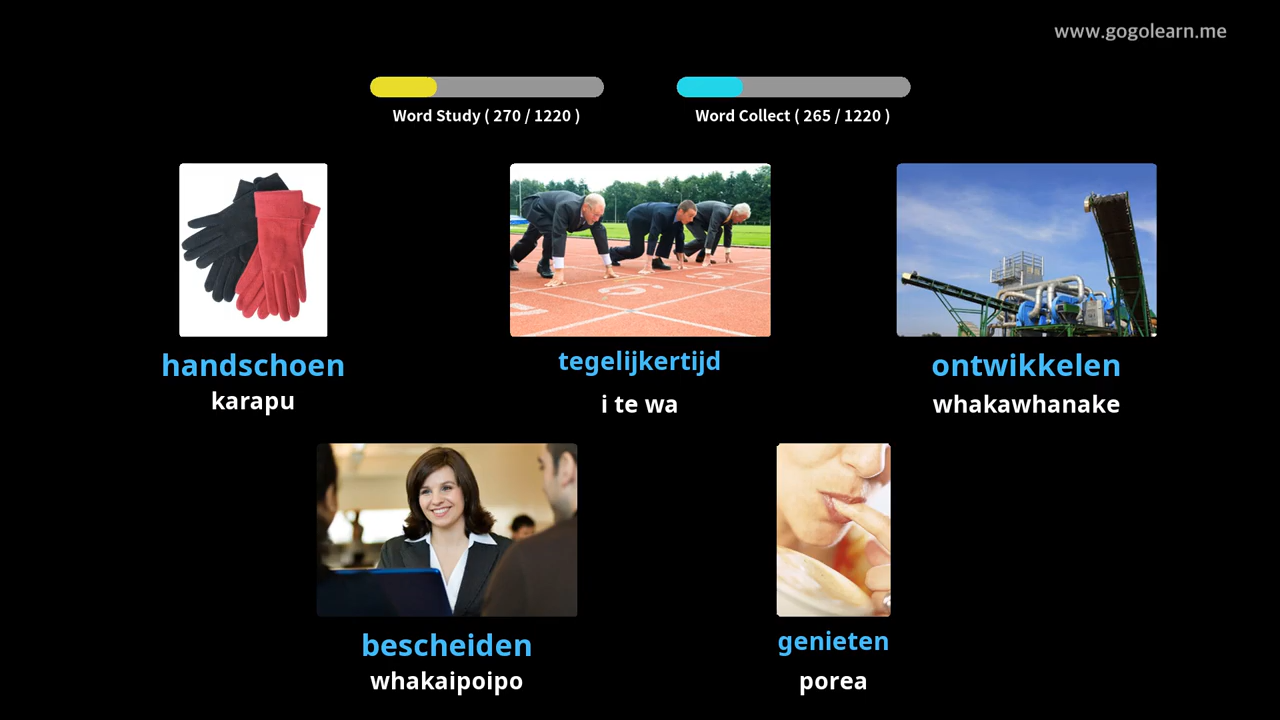 www.gogolearn.me
Word Study ( 270 / 1220 )
Word Collect ( 265 / 1220 )
handschoen
karapu
tegelijkertijd
i te wa
ontwikkelen
whakawhanake
bescheiden
whakaipoipo
genieten
porea